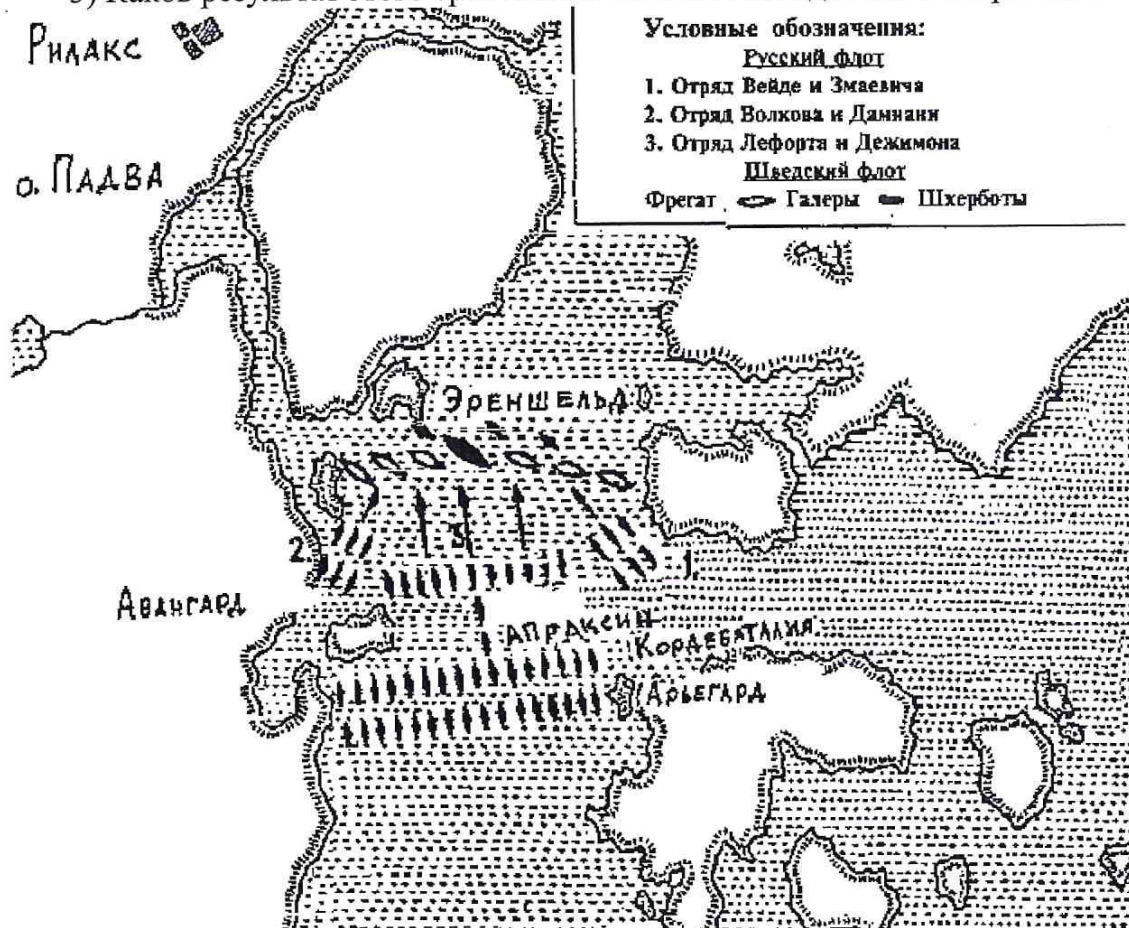 Условные обозначения:
Русский флот
1. Отряд Вейде и Змаевича
2. Отряд Волкова и Дамиани
3. Отряд Лефорта и Дежимона
Шведский флот
Фрегат Галеры Шхерботы
Рилакс
о. Падва
Эреншельд
2.
3
1.
Авангард
Апраксин
Кордебаталия
Арьегард